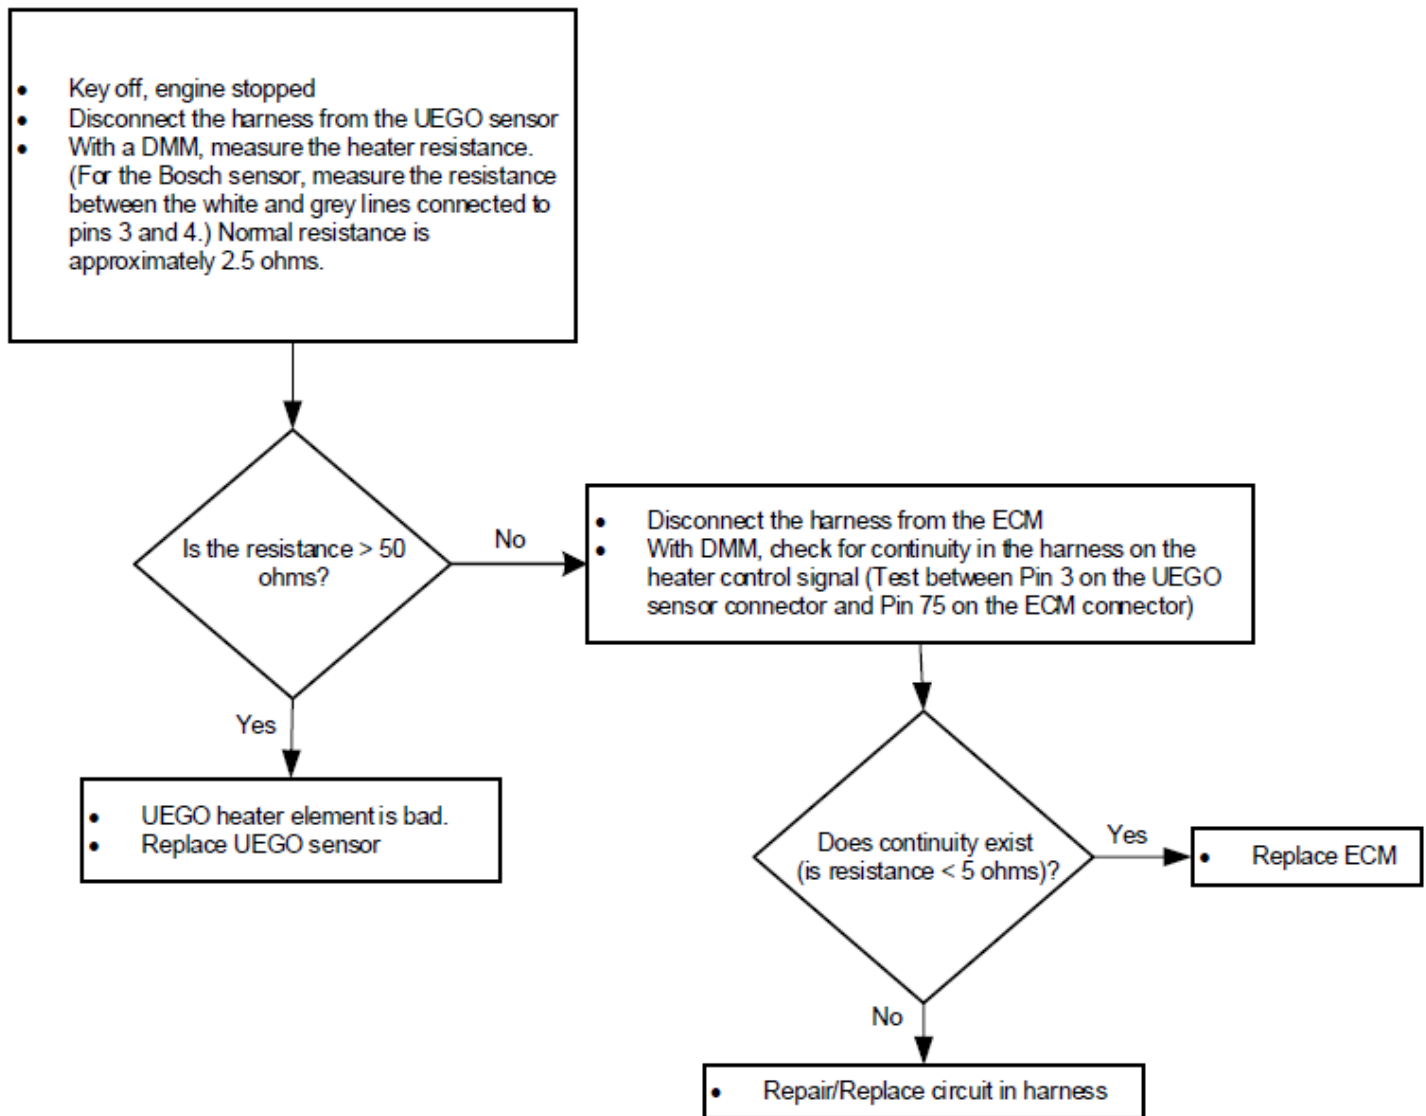 • Key off, engine stopped
• Disconnect the harness from the UEGO sensor
• With a DMM, measure the heater resistance.
(For the Bosch sensor, measure the resistance
between the white and grey lines connected to
pins 3 and 4.) Normal resistance is
approximately 2.5 ohms.
Is the resistance > 50
ohms?
No
• Disconnect the harness from the ECM
• With DMM, check for continuity in the harness on the
heater control signal (Test between Pin 3 on the UEGO
sensor connector and Pin 75 on the ECM connector)
Yes
• UEGO heater element is bad.
• Replace UEGO sensor
Does continuity exist
(is resistance < 5 ohms)?
Yes
• Replace ECM
No
• Repair/Replace circuit in harness